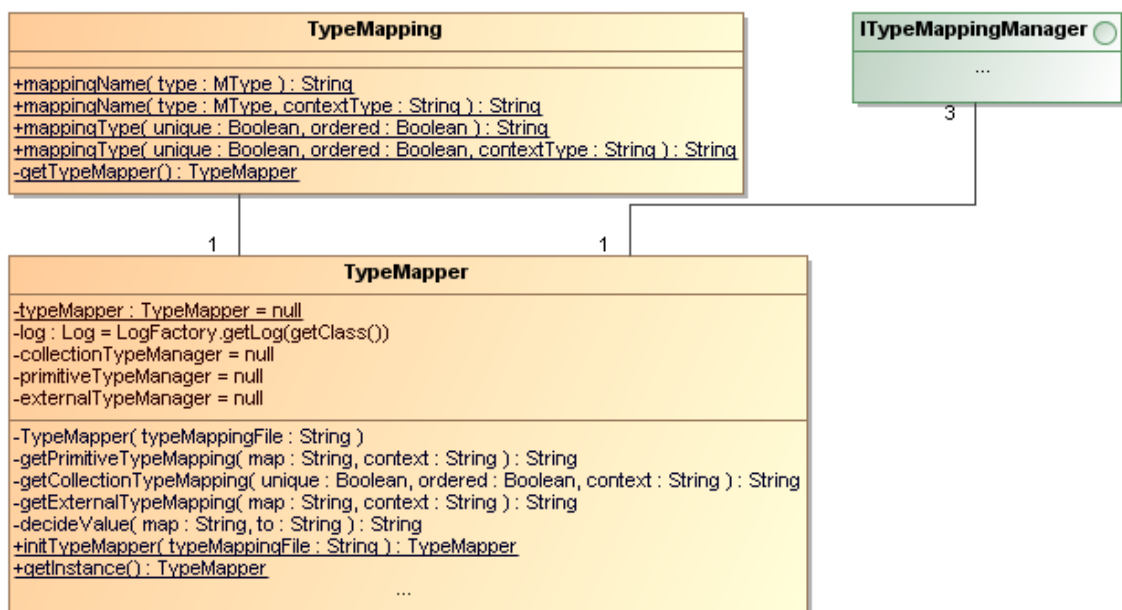 TypeMapping
+mappingName( type : MType ) : String
+mappingName( type : MType, contextType : String ) : String
+mappingType( unique : Boolean, ordered : Boolean ) : String
+mappingType( unique : Boolean, ordered : Boolean, contextType : String ) : String
-getTypeMapper() : TypeMapper
ITypeMappingManager
...
3
1
1
TypeMapper
-typeMapper : TypeMapper = null
-log : Log = LogFactory.getLog(getClass())
-collectionTypeManager = null
-primitiveTypeManager = null
-externalTypeManager = null
-TypeMapper( typeMappingFile : String )
-getPrimitiveTypeMapping( map : String, context : String ) : String
-getCollectionTypeMapping( unique : Boolean, ordered : Boolean, context : String ) : String
-getExternalTypeMapping( map : String, context : String ) : String
-decideValue( map : String, to : String ) : String
+initTypeMapper( typeMappingFile : String ) : TypeMapper
+getInstance() : TypeMapper
...